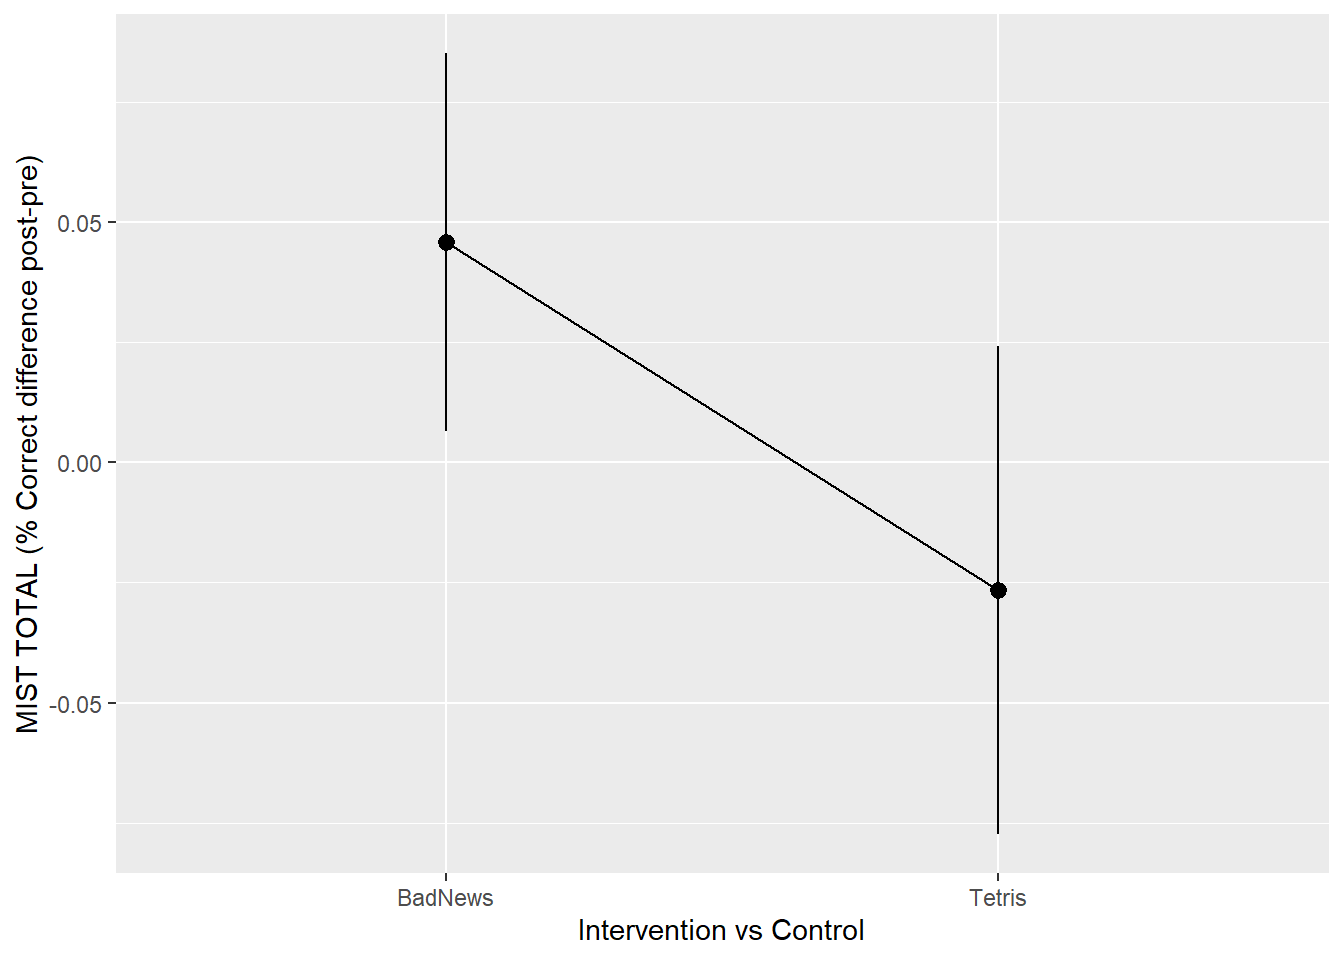 MIST TOTAL (% Correct difference post-pre)
0.05
0.00
-0.05
BadNews
Tetris
Intervention vs Control